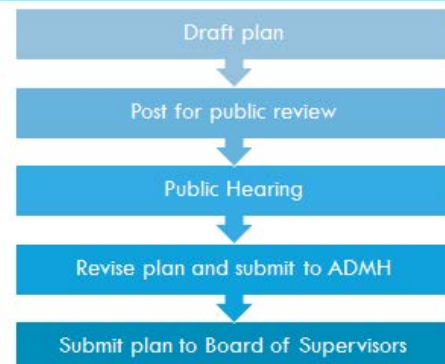 Draft plan
Post for public review
Public Hearing
Revise plan and submit to ADMH
Submit plan to Board of Supervisors